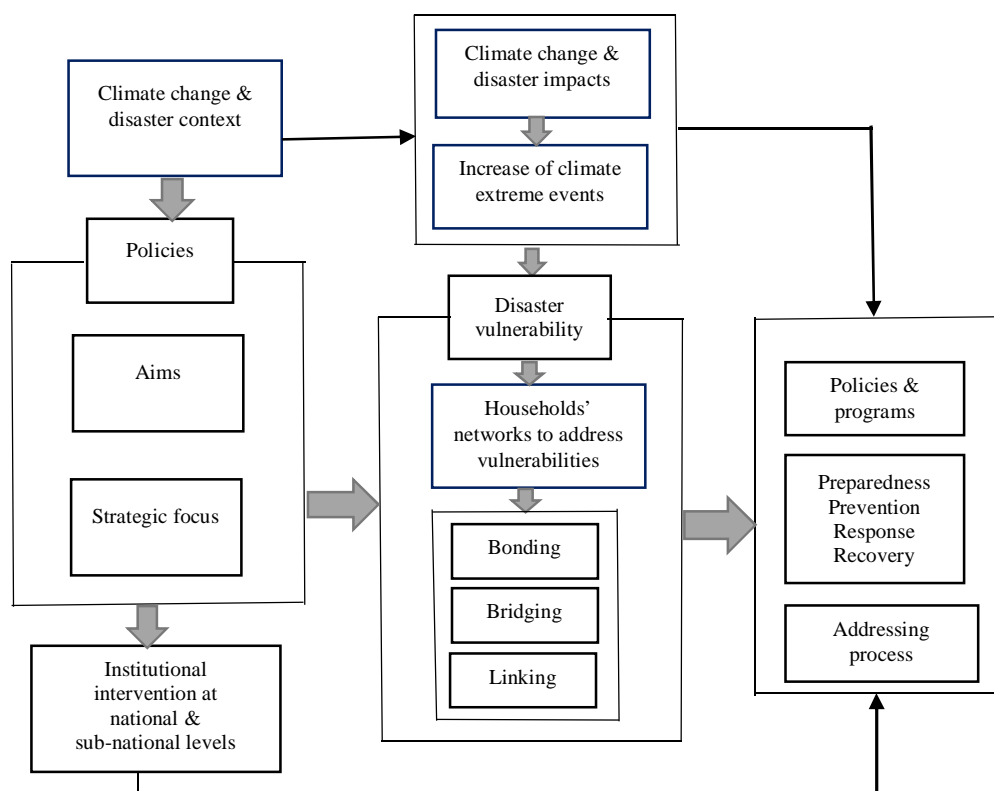 Climate change &
disaster context
Policies
Aims
Strategic focus
Institutional
intervention at
national &
sub-national levels
Climate change &
disaster impacts
Increase of climate
extreme events
Disaster
vulnerability
Households’
networks to address
vulnerabilities
Bonding
Bridging
Linking
Policies &
programs
Preparedness
Prevention
Response
Recovery
Addressing
process